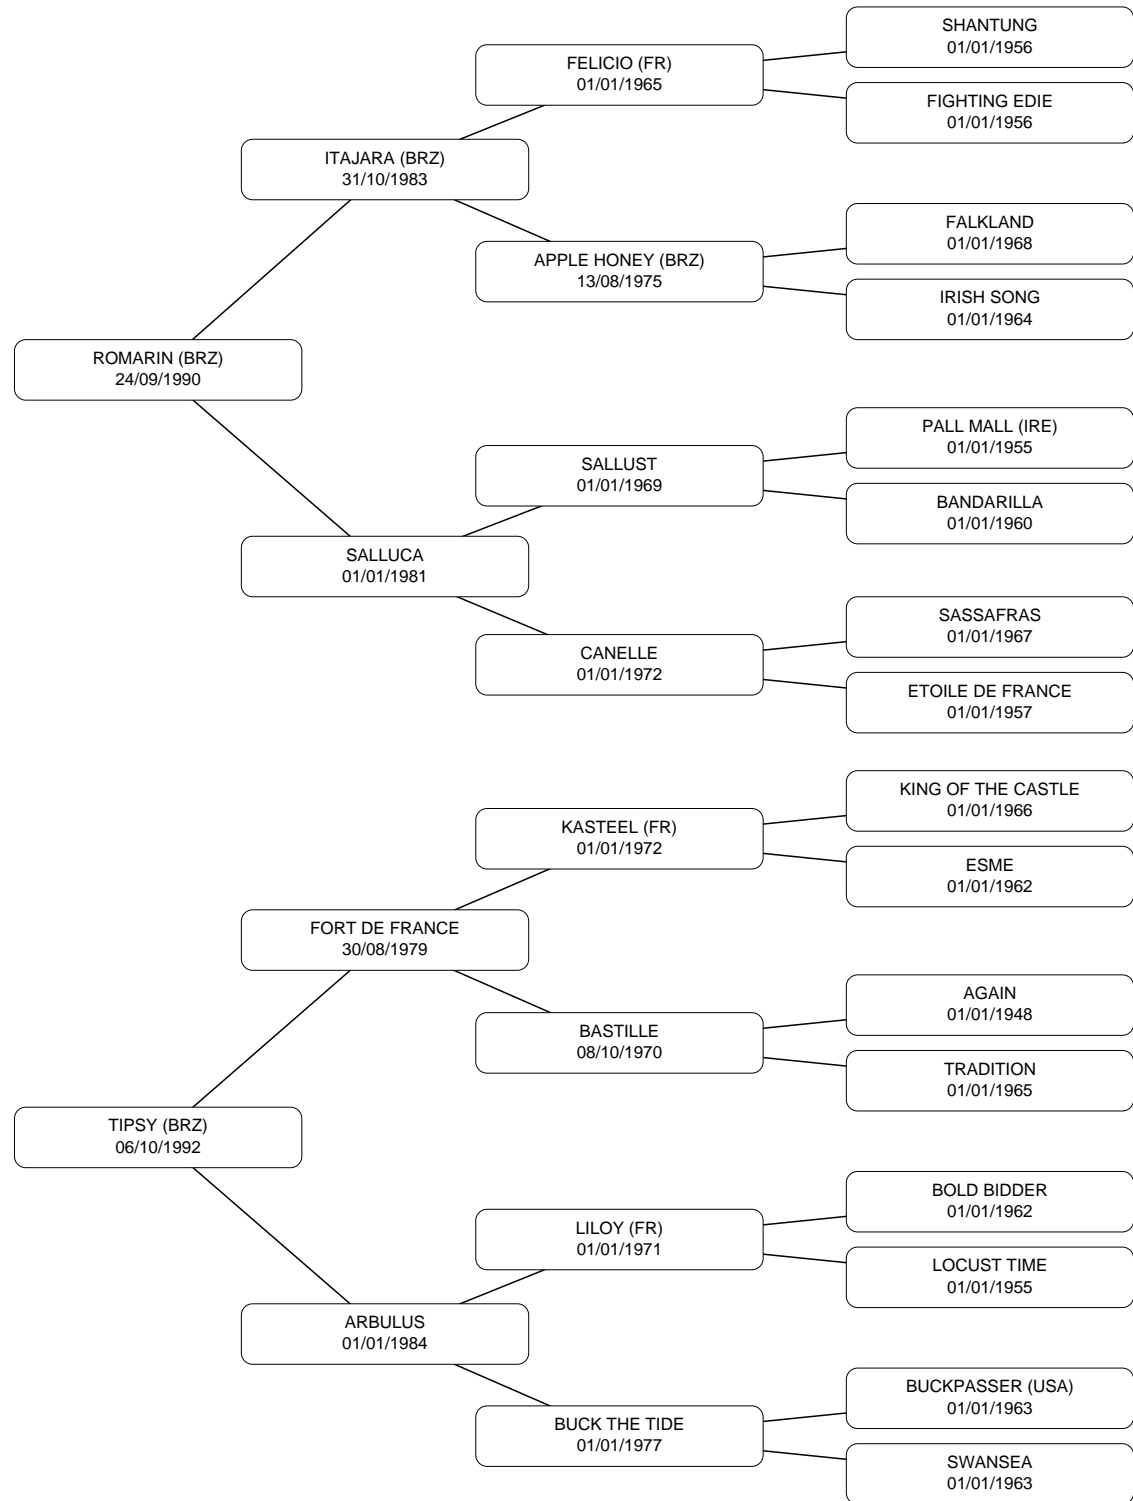 SHANTUNG
01/01/1956
FELICIO (FR)
01/01/1965
FIGHTING EDIE
01/01/1956
ITAJARA (BRZ)
31/10/1983
FALKLAND
01/01/1968
APPLE HONEY (BRZ)
13/08/1975
IRISH SONG
01/01/1964
ROMARIN (BRZ)
24/09/1990
PALL MALL (IRE)
01/01/1955
SALLUST
01/01/1969
BANDARILLA
01/01/1960
SALLUCA
01/01/1981
SASSAFRAS
01/01/1967
CANELLE
01/01/1972
ETOILE DE FRANCE
01/01/1957
KING OF THE CASTLE
01/01/1966
KASTEEL (FR)
01/01/1972
ESME
01/01/1962
FORT DE FRANCE
30/08/1979
AGAIN
01/01/1948
BASTILLE
08/10/1970
TRADITION
01/01/1965
TIPSY (BRZ)
06/10/1992
BOLD BIDDER
01/01/1962
LILOY (FR)
01/01/1971
LOCUST TIME
01/01/1955
ARBULUS
01/01/1984
BUCKPASSER (USA)
01/01/1963
BUCK THE TIDE
01/01/1977
SWANSEA
01/01/1963